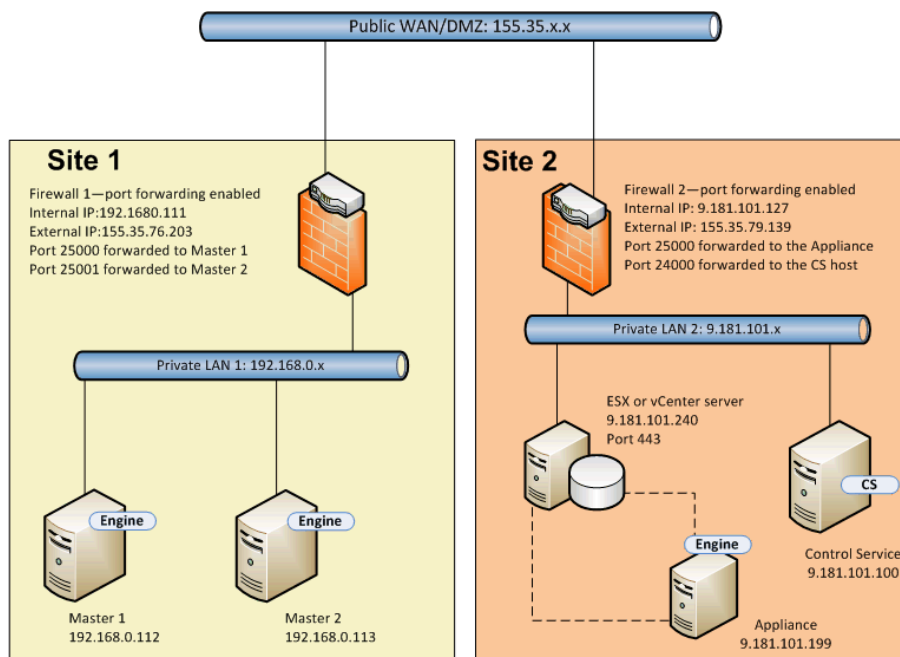 Public WAN/DMZ: 155.35.x.x
Site 1
Firewall 1—port forwarding enabled
Internal IP:192.1680.111
External IP:155.35.76.203
Port 25000 forwarded to Master 1
Port 25001 forwarded to Master 2
Private LAN 1: 192.168.0.x
Engine
Master 1
192.168.0.112
Engine
Master 2
192.168.0.113
Site 2
Firewall 2—port forwarding enabled
Internal IP: 9.181.101.127
External IP: 155.35.79.139
Port 25000 forwarded to the Appliance
Port 24000 forwarded to the CS host
Private LAN 2: 9.181.101.x
ESX or vCenter server
9.181.101.240
Port 443
CS
Control Service
9.181.101.100
Engine
Appliance
9.181.101.199